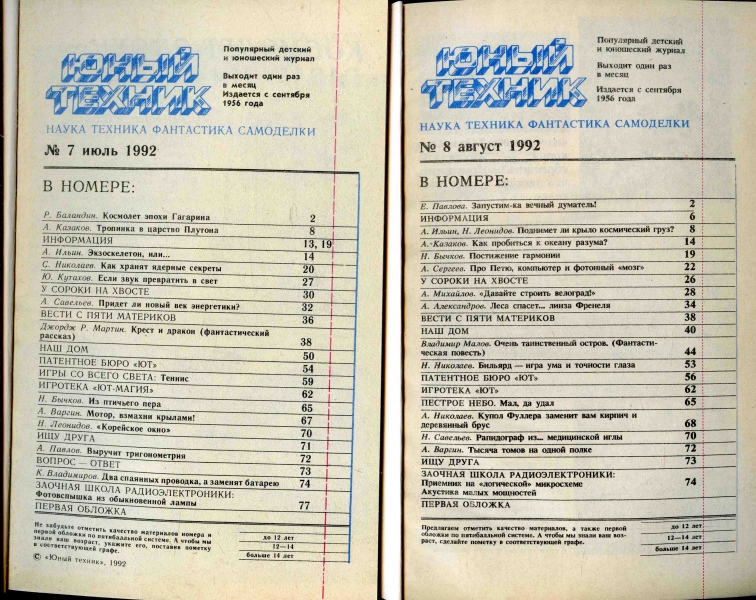 ЮНЫЙ
ТЕХНИК
Популярный детский
и юношеский журнал
Выходит один раз
в месяц
Издается с сентября
1956 года
НАУКА ТЕХНИКА ФАНТАСТИКА САМОДЕЛКИ
№ 7 июль 1992
В НОМЕРЕ:
Р. Баландин. Космолет эпохи Гагарина 2
А. Казаков. Тропинка в царство Плутона 8
ИНФОРМАЦИЯ 13, 19
А. Ильин. Экзоскелетон, или... 14
С. Николаев. Как хранят ядерные секреты 20
Ю. Кутахов. Если звук превратить в свет 27
У СОРОКИ НА ХВОСТЕ 30
А. Савельев. Придет ли новый век энергетики? 32
ВЕСТИ С ПЯТИ МАТЕРИКОВ 36
Джордж Р. Мартин. Крест и дракон (фантастический
рассказ) 38
НАШ ДОМ 50
ПАТЕНТНОЕ БЮРО «ЮТ» 54
ИГРЫ СО ВСЕГО СВЕТА: Теннис 59
ИГРОТЕКА «ЮТ-МАГИЯ» 62
Н. Бычков. Из птичьего пера 65
А. Варгин. Мотор, взмахни крыльями! 67
Н. Леонидов. «Корейское окно» 70
ИЩУ ДРУГА 71
А. Павлов. Выручит тригонометрия 72
ВОПРОС — ОТВЕТ 73
К. Владимиров. Два спаянных проводка, а заменят батарею 74
ЗАОЧНАЯ ШКОЛА РАДИОЭЛЕКТРОНИКИ:
Фотовспышка из обыкновенной лампы 77
ПЕРВАЯ ОБЛОЖКА
Не забудьте отметить качество материалов номера и
первой обложки по пятибалльной системе. А чтобы мы
знали ваш возраст, укажите его, поставив пометку
в соответствующей графе.
до 12 лет
12—14
больше 14 лет
© «Юный техник», 1992
ЮНЫЙ
ТЕХНИК
Популярный детский
и юношеский журнал
Выходит один раз
в месяц
Издается с сентября
1956 года
НАУКА ТЕХНИКА ФАНТАСТИКА САМОДЕЛКИ
№ 8 август 1992
В НОМЕРЕ:
Е. Павлова. Запустим-ка вечный думатель! 2
ИНФОРМАЦИЯ 6
А. Ильин, Н. Леонидов. Поднимет ли крыло космический груз? 8
А. Казаков. Как пробиться к океану разума? 14
Н. Бычков. Постижение гармонии 19
А. Сергеев. Про Петю, компьютер и фотонный «мозг» 22
У СОРОКИ НА ХВОСТЕ 26
А. Михайлов. «Давайте строить велоград!» 28
А. Александров. Леса спасет... линза Френеля 34
ВЕСТИ С ПЯТИ МАТЕРИКОВ 38
НАШ ДОМ 40
Владимир Малов. Очень таинственный остров. (Фантасти-
ческая повесть) 44
Н. Николаев. Бильярд — игра ума и точности глаза 53
ПАТЕНТНОЕ БЮРО «ЮТ» 56
ИГРОТЕКА «ЮТ» 62
ПЕСТРОЕ НЕБО. Мал, да удал 65
А. Николаев. Купол Фуллера заменит вам кирпич и
деревянный брус 68
Н. Савельев. Рапидограф из... медицинской иглы 70
А. Варгин. Тысяча томов на одной полке 72
ИЩУ ДРУГА 73
ЗАОЧНАЯ ШКОЛА РАДИОЭЛЕКТРОНИКИ:
Приемник на «логической» микросхеме 74
Акустика малых мощностей
ПЕРВАЯ ОБЛОЖКА
Предлагаем отметить качество материалов, а также первой
обложки по пятибалльной системе. А чтобы мы знали ваш воз-
раст, сделайте пометку в соответствующей графе.
до 12 лет
12—14 лет
больше 14 лет